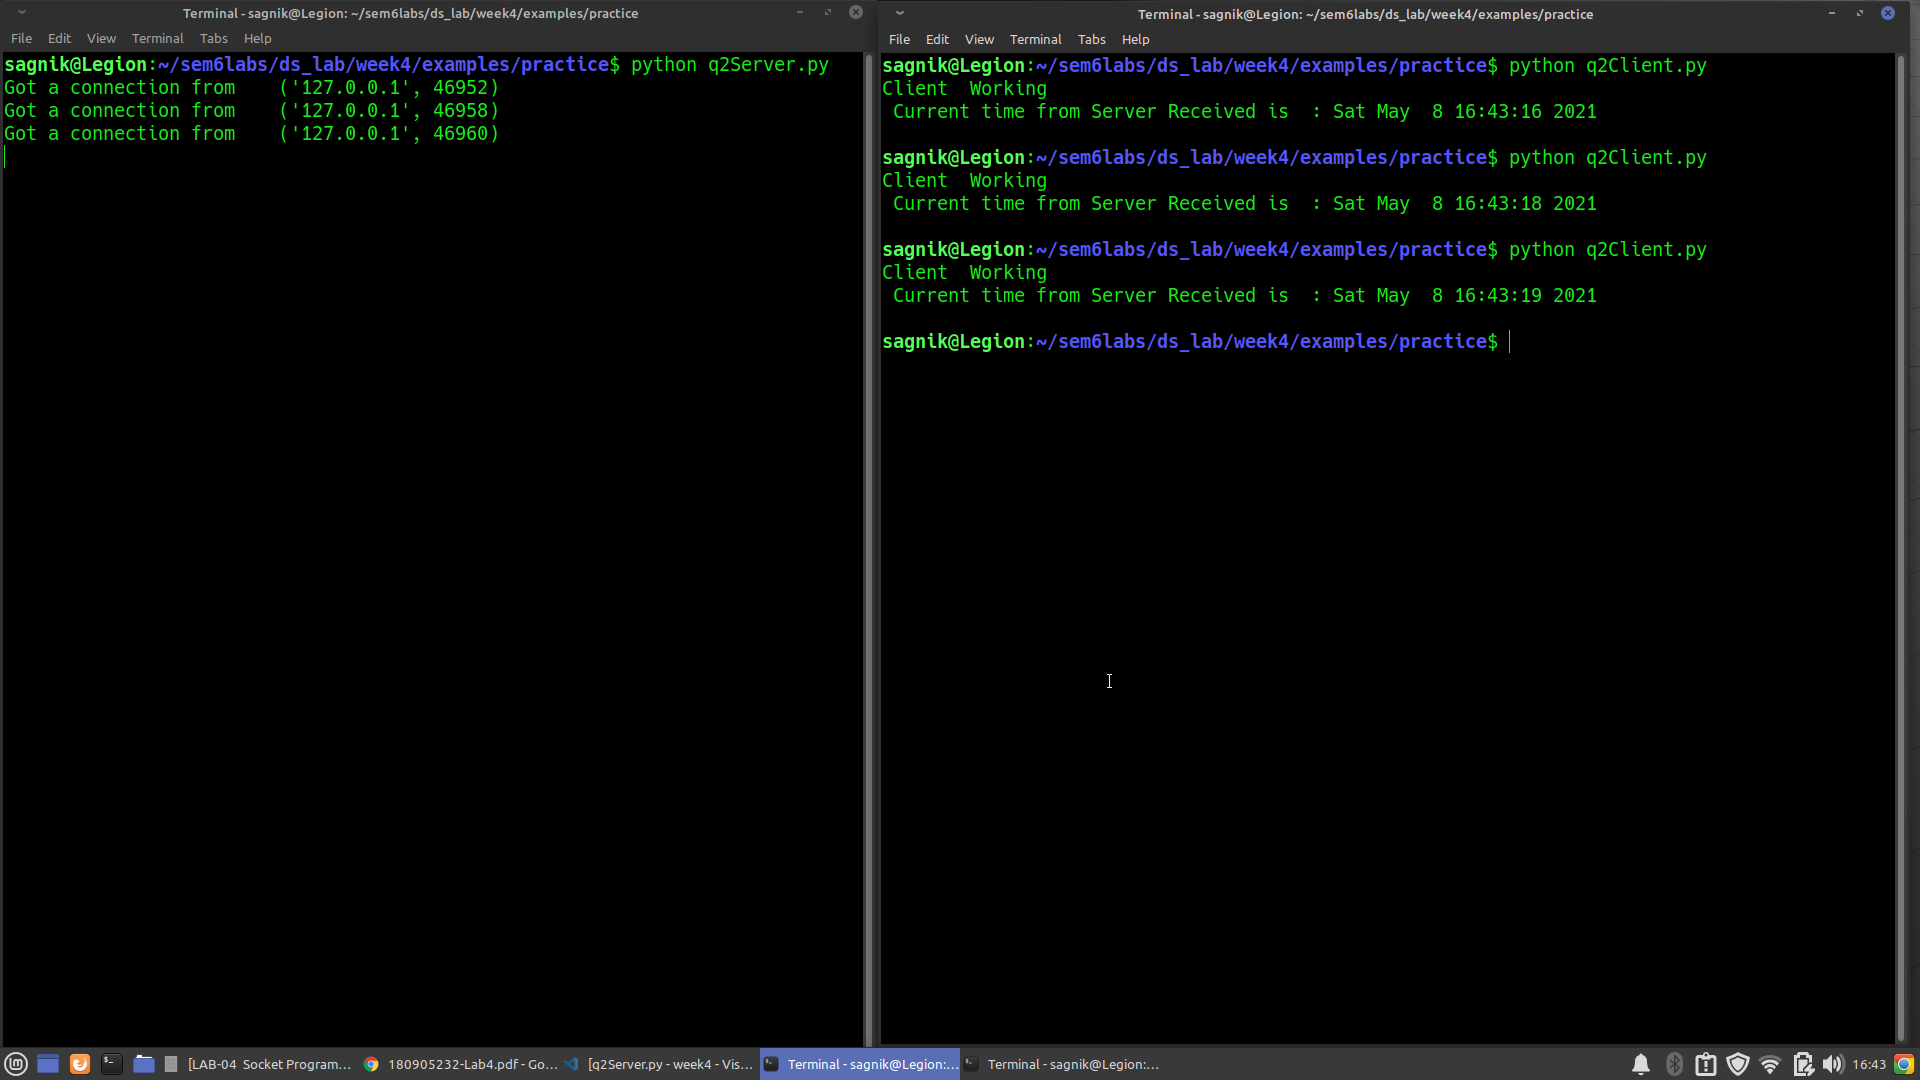 Terminal - sagnik@Legion: ~/sem6labs/ds_lab/week4/examples/practice
File Edit View Terminal Tabs Help
sagnik@Legion:~/sem6labs/ds_lab/week4/examples/practice$ python q2Server.py
Got a connection from    ('127.0.0.1', 46952)
Got a connection from    ('127.0.0.1', 46958)
Got a connection from    ('127.0.0.1', 46960)
Terminal - sagnik@Legion: ~/sem6labs/ds_lab/week4/examples/practice
File Edit View Terminal Tabs Help
sagnik@Legion:~/sem6labs/ds_lab/week4/examples/practice$ python q2Client.py
Client  Working
 Current time from Server Received is  : Sat May  8 16:43:16 2021
sagnik@Legion:~/sem6labs/ds_lab/week4/examples/practice$ python q2Client.py
Client  Working
 Current time from Server Received is  : Sat May  8 16:43:18 2021
sagnik@Legion:~/sem6labs/ds_lab/week4/examples/practice$ python q2Client.py
Client  Working
 Current time from Server Received is  : Sat May  8 16:43:19 2021
sagnik@Legion:~/sem6labs/ds_lab/week4/examples/practice$
[LAB-04 Socket Program... 180905232-Lab4.pdf - Go... [q2Server.py - week4 - Vis... Terminal - sagnik@Legion:... Terminal - sagnik@Legion:... 16:43